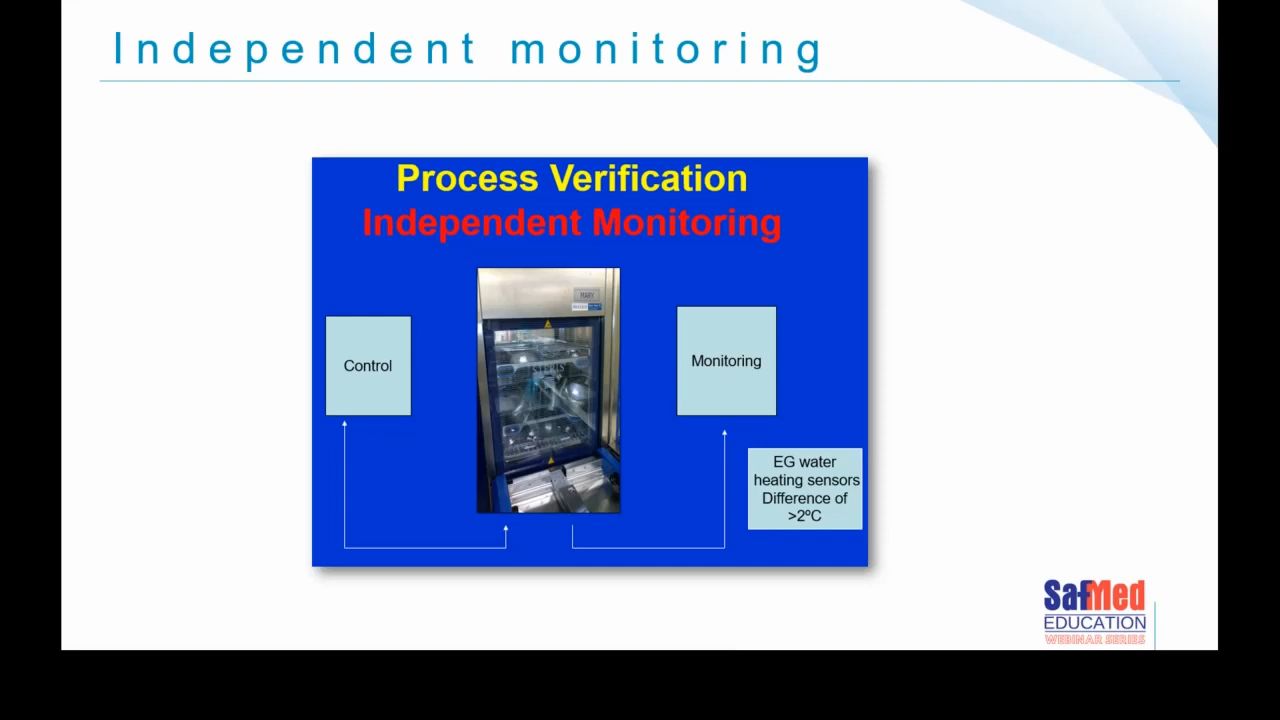 Independent monitoring
Process Verification
Independent Monitoring
Control
STERIS
Monitoring
EG water
heating sensors
Difference of
>2ºC
SafMed
EDUCATION
WEBINAR SERIES